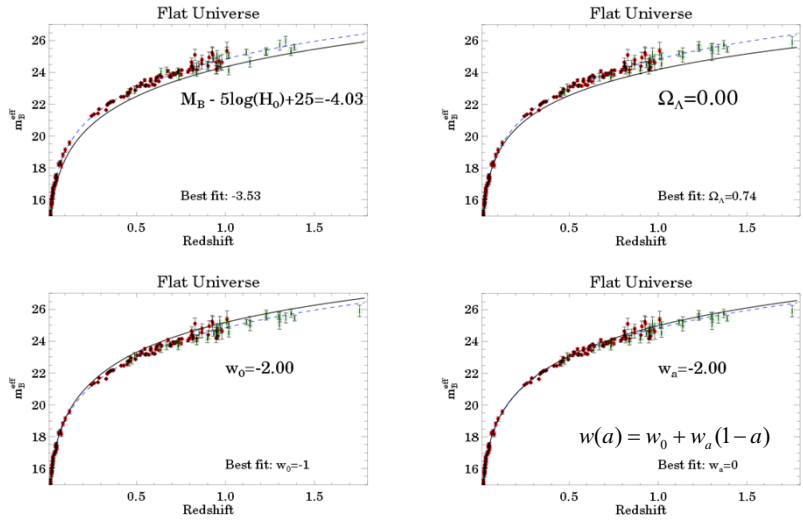 Flat Universe
26
24
22
20
18
16
m_B^eff
M_B - 5log(H_0)+25=-4.03
Best fit: -3.53
0.5 1.0 1.5
Redshift
Flat Universe
26
24
22
20
18
16
m_B^eff
Ω_Λ=0.00
Best fit: Ω_Λ=0.74
0.5 1.0 1.5
Redshift
Flat Universe
26
24
22
20
18
16
m_B^eff
w_0=-2.00
Best fit: w_0=-1
0.5 1.0 1.5
Redshift
Flat Universe
26
24
22
20
18
16
m_B^eff
w_a=-2.00
w(a) = w_0 + w_a(1-a)
Best fit: w_a=0
0.5 1.0 1.5
Redshift